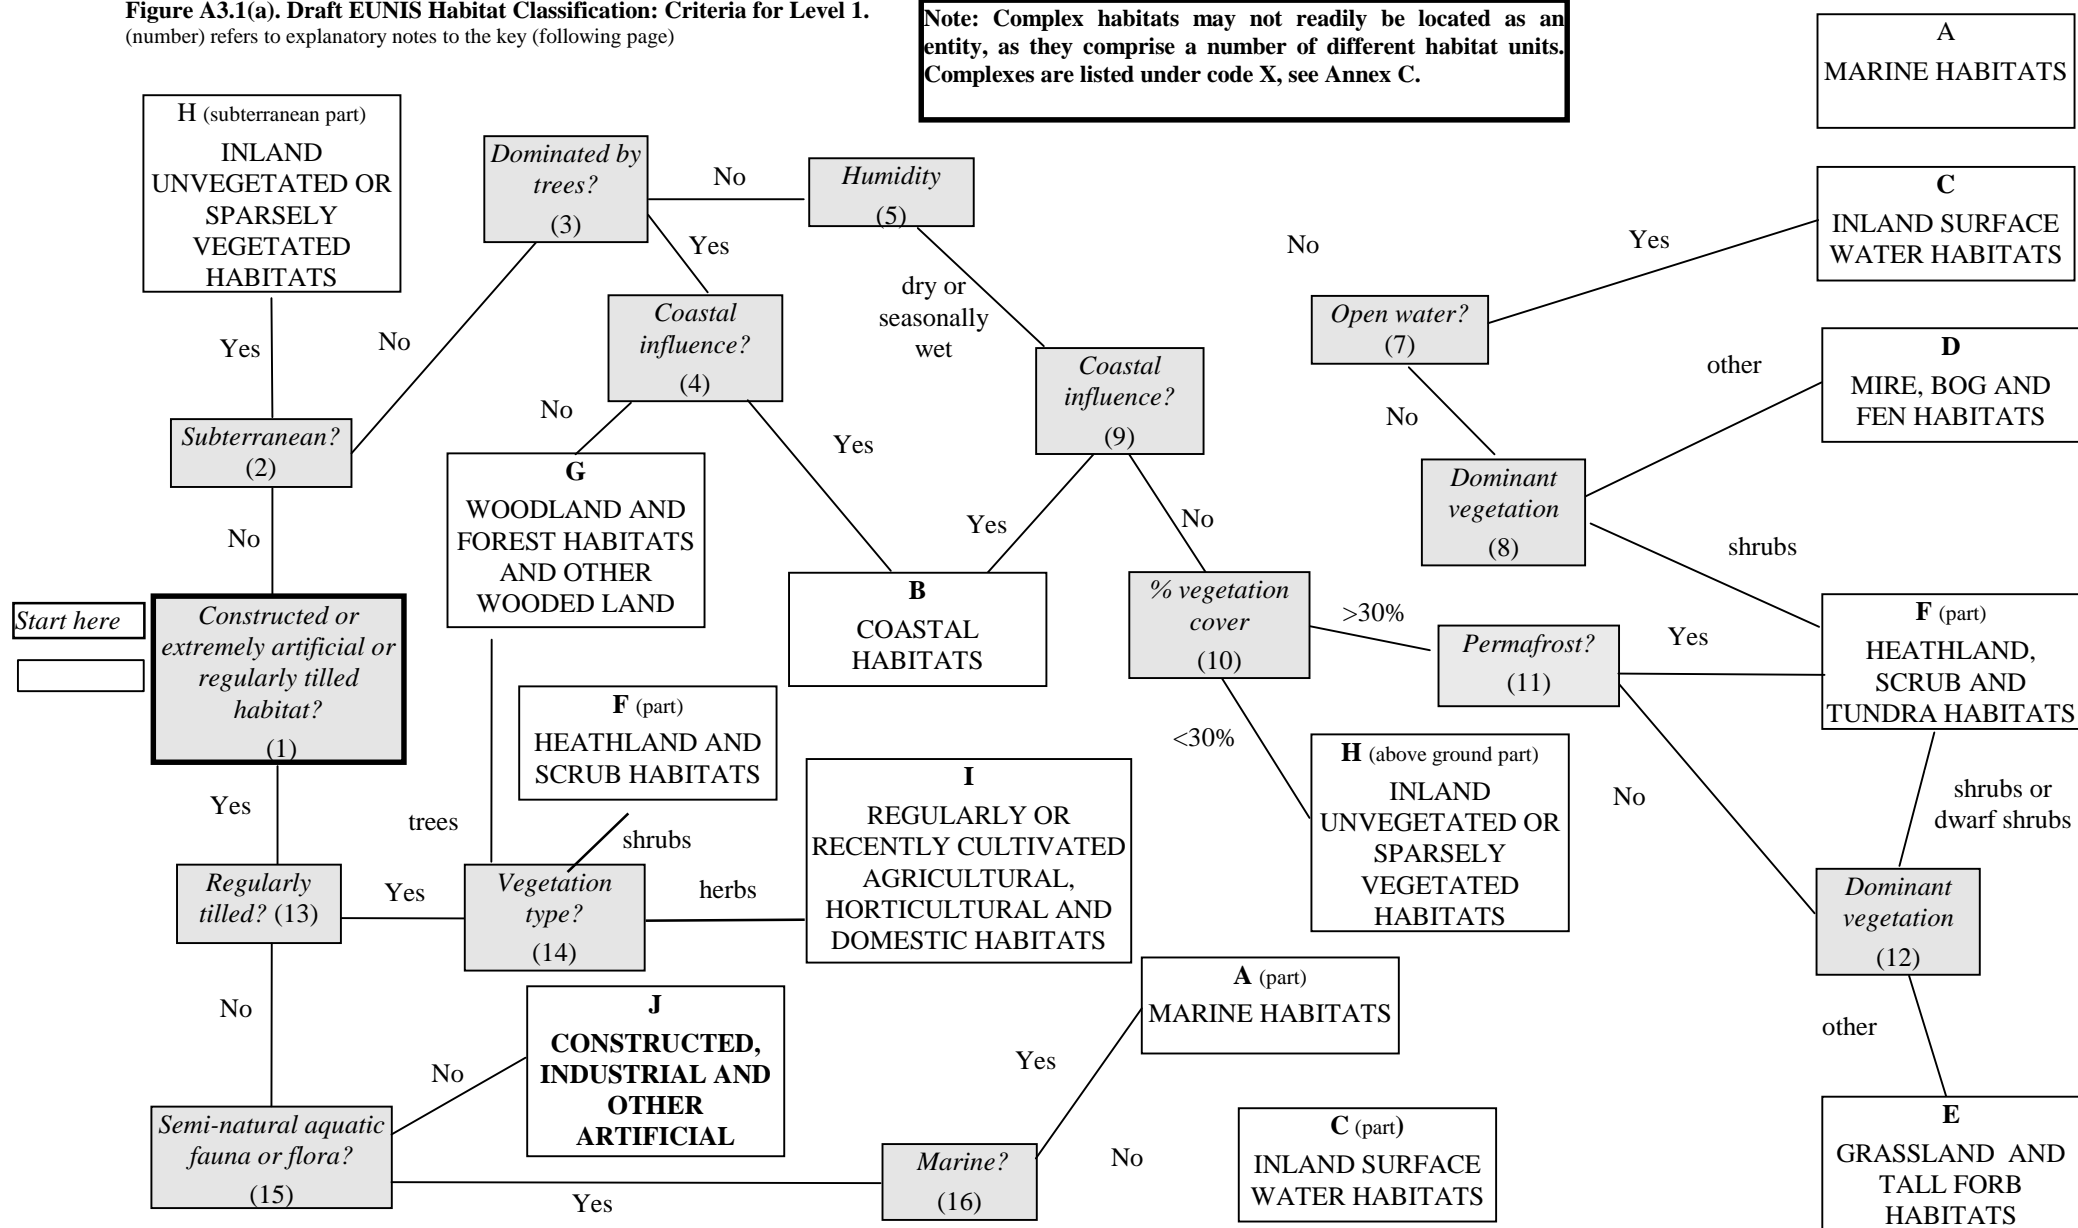 Figure A3.1(a). Draft EUNIS Habitat Classification: Criteria for Level 1.
(number) refers to explanatory notes to the key (following page)
Note: Complex habitats may not readily be located as an
entity, as they comprise a number of different habitat units.
Complexes are listed under code X, see Annex C.
A
MARINE HABITATS
H (subterranean part)
INLAND
UNVEGETATED OR
SPARSELY
VEGETATED
HABITATS
Dominated by
trees?
(3)
No
Humidity
(5)
C
INLAND SURFACE
WATER HABITATS
Yes
No
Yes
dry or
seasonally
wet
Coastal
influence?
(4)
Open water?
(7)
Yes
No
Coastal
influence?
(9)
other
D
MIRE, BOG AND
FEN HABITATS
No
Yes
No
Subterranean?
(2)
G
WOODLAND AND
FOREST HABITATS
AND OTHER
WOODED LAND
Dominant
vegetation
(8)
No
Yes
No
shrubs
Start here
Constructed or
extremely artificial or
regularly tilled
habitat?
(1)
B
COASTAL
HABITATS
% vegetation
cover
(10)
>30%
Permafrost?
(11)
Yes
F (part)
HEATHLAND,
SCRUB AND
TUNDRA HABITATS
F (part)
HEATHLAND AND
SCRUB HABITATS
<30%
H (above ground part)
INLAND
UNVEGETATED OR
SPARSELY
VEGETATED
HABITATS
No
shrubs or
dwarf shrubs
Yes
trees
shrubs
I
REGULARLY OR
RECENTLY CULTIVATED
AGRICULTURAL,
HORTICULTURAL AND
DOMESTIC HABITATS
Regularly
tilled? (13)
Yes
Vegetation
type?
(14)
herbs
Dominant
vegetation
(12)
No
J
CONSTRUCTED,
INDUSTRIAL AND
OTHER
ARTIFICIAL
A (part)
MARINE HABITATS
other
No
Yes
Semi-natural aquatic
fauna or flora?
(15)
Yes
Marine?
(16)
No
C (part)
INLAND SURFACE
WATER HABITATS
E
GRASSLAND AND
TALL FORB
HABITATS